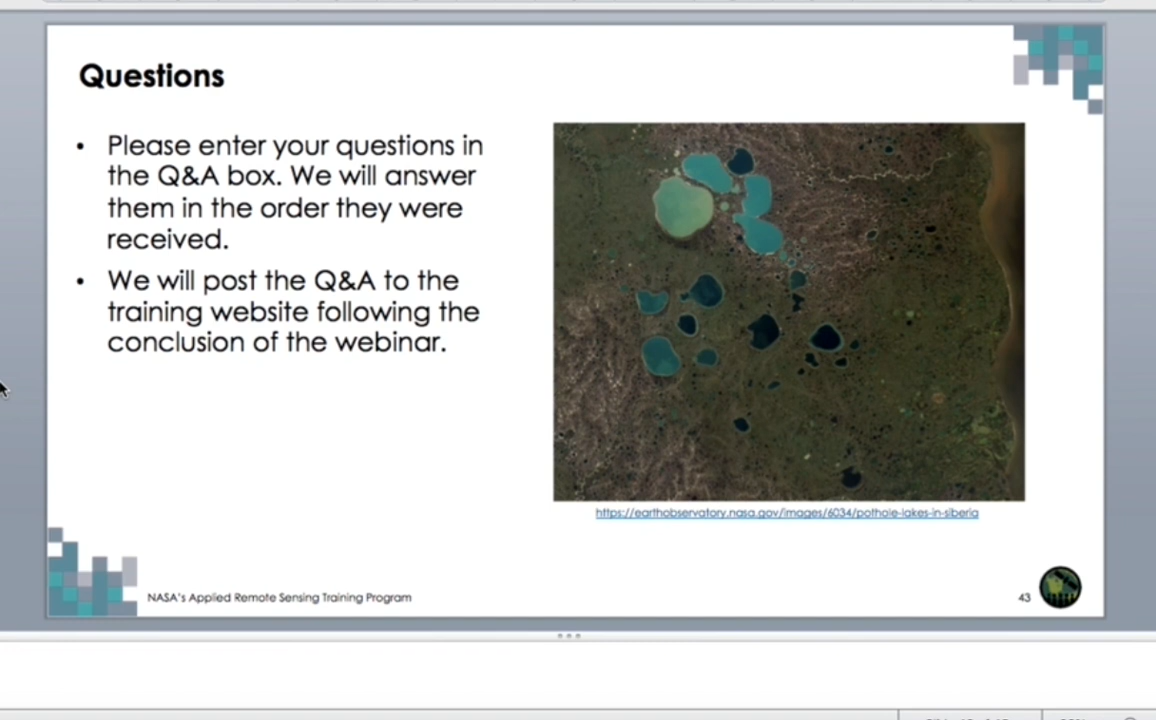 Questions
• Please enter your questions in
the Q&A box. We will answer
them in the order they were
received.
• We will post the Q&A to the
training website following the
conclusion of the webinar.
https://earthobservatory.nasa.gov/images/6034/pothole-lakes-in-siberia
NASA's Applied Remote Sensing Training Program
43